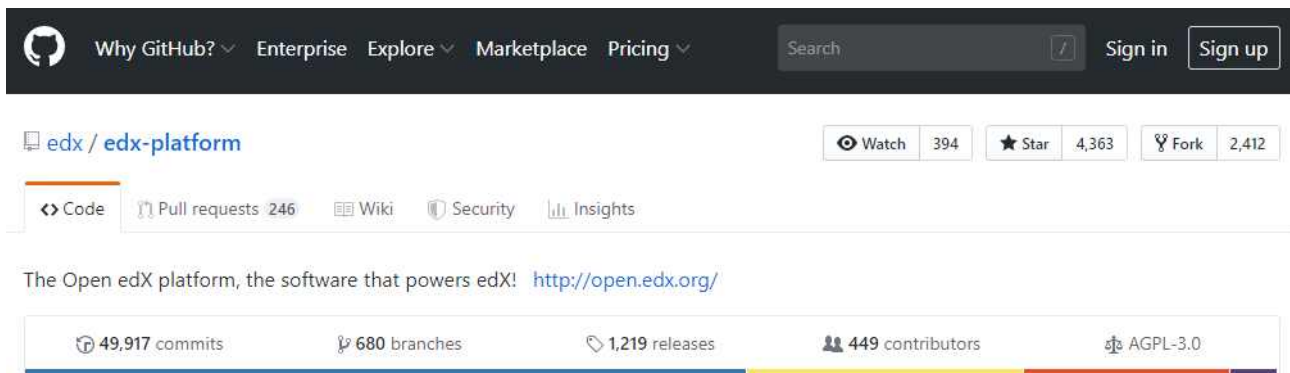 Why GitHub? Enterprise Explore Marketplace Pricing Search / Sign in Sign up
edx / edx-platform Watch 394 Star 4,363 Fork 2,412
<> Code Pull requests 246 Wiki Security Insights
The Open edX platform, the software that powers edX! http://open.edx.org/
49,917 commits 680 branches 1,219 releases 449 contributors AGPL-3.0